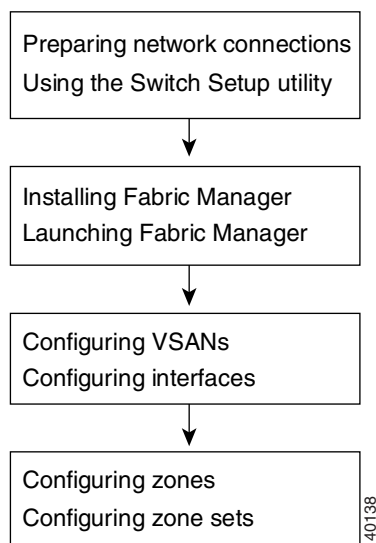 Preparing network connections
Using the Switch Setup utility
Installing Fabric Manager
Launching Fabric Manager
Configuring VSANs
Configuring interfaces
Configuring zones
Configuring zone sets
40138